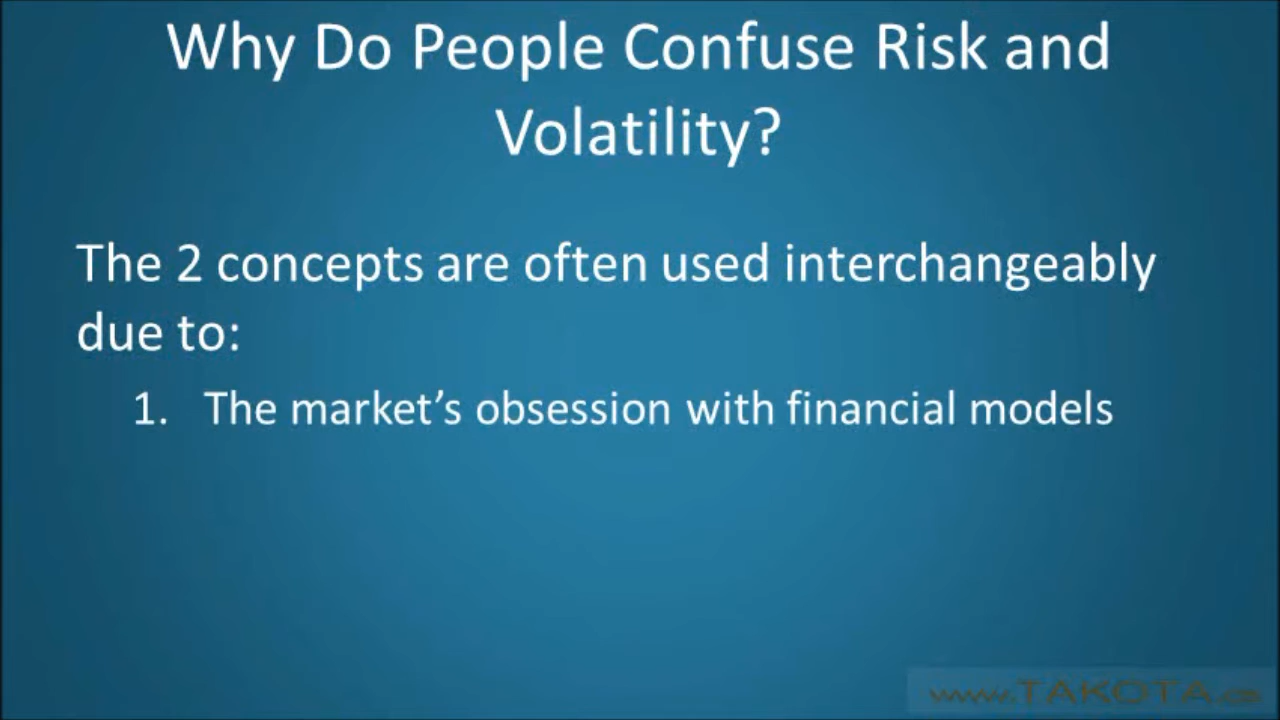 Why Do People Confuse Risk and
Volatility?
The 2 concepts are often used interchangeably
due to:
1. The market’s obsession with financial models
www.TAKOTA.ca